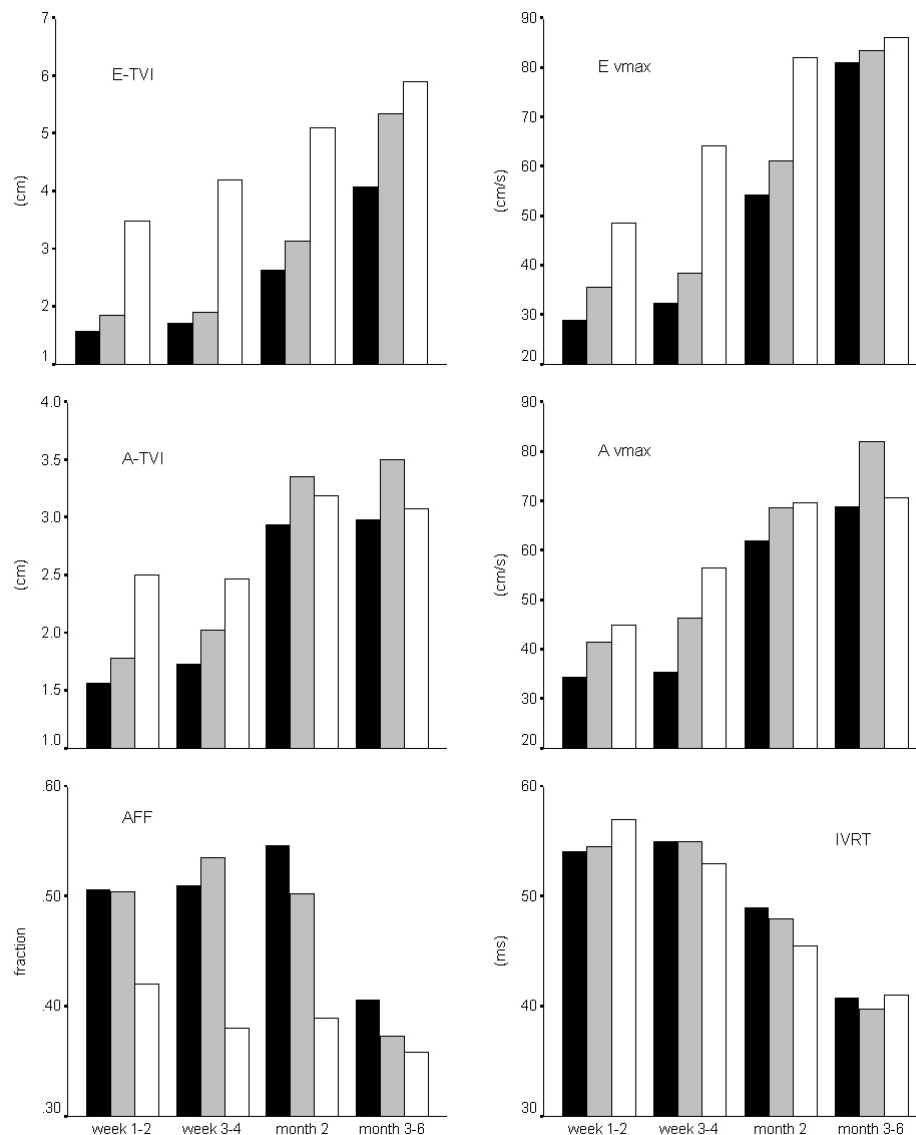 E-TVI
(cm)
7
6
5
4
3
2
1
E vmax
(cm/s)
90
80
70
60
50
40
30
20
A-TVI
(cm)
4.0
3.5
3.0
2.5
2.0
1.5
1.0
A vmax
(cm/s)
90
80
70
60
50
40
30
20
AFF
fraction
.60
.50
.40
.30
week 1-2 week 3-4 month 2 month 3-6
IVRT
(ms)
60
50
40
30
week 1-2 week 3-4 month 2 month 3-6